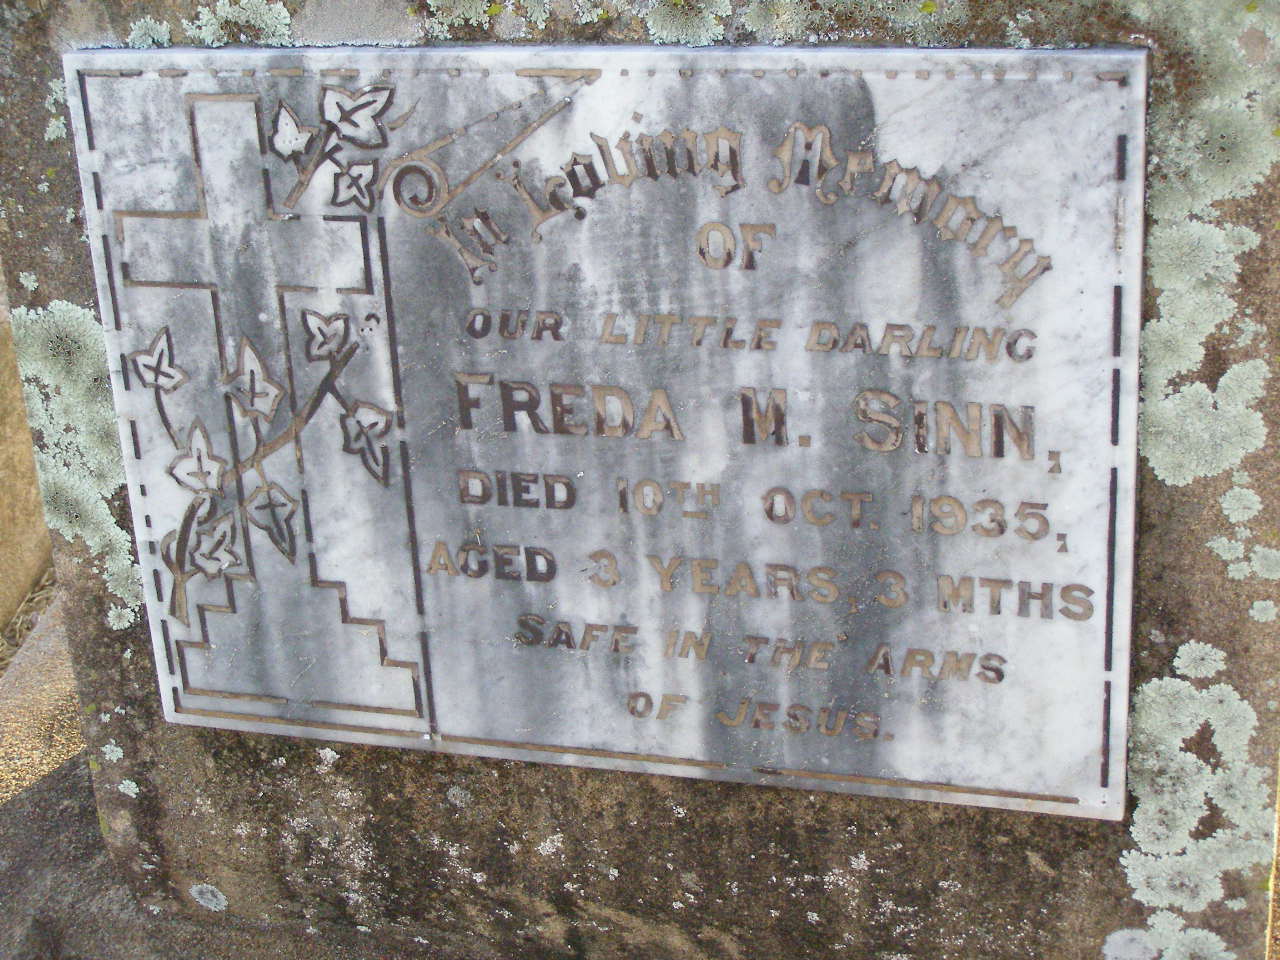 In Loving Memory
OF
OUR LITTLE DARLING
FREDA M. SINN,
DIED 10TH OCT. 1935,
AGED 3 YEARS, 3 MTHS
SAFE IN THE ARMS
OF JESUS.